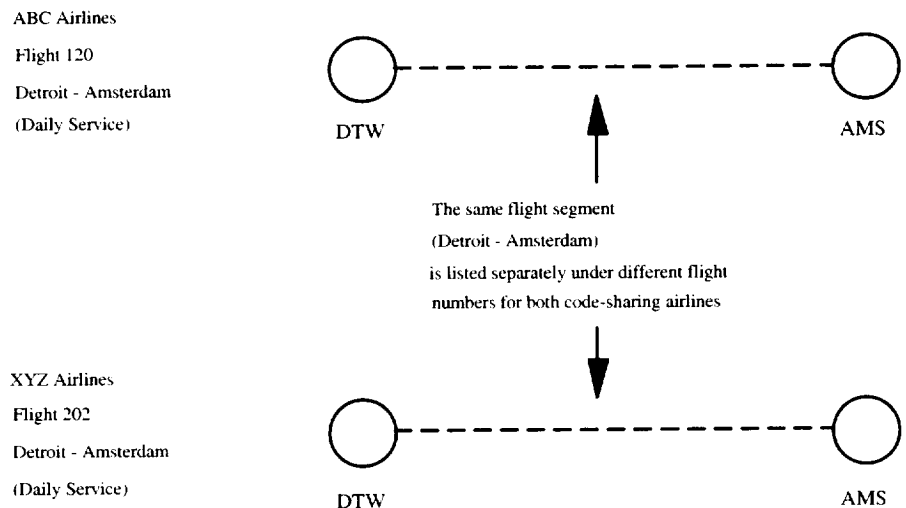 ABC Airlines
Flight 120
Detroit - Amsterdam
(Daily Service)
DTW
AMS
The same flight segment
(Detroit - Amsterdam)
is listed separately under different flight
numbers for both code-sharing airlines
XYZ Airlines
Flight 202
Detroit - Amsterdam
(Daily Service)
DTW
AMS